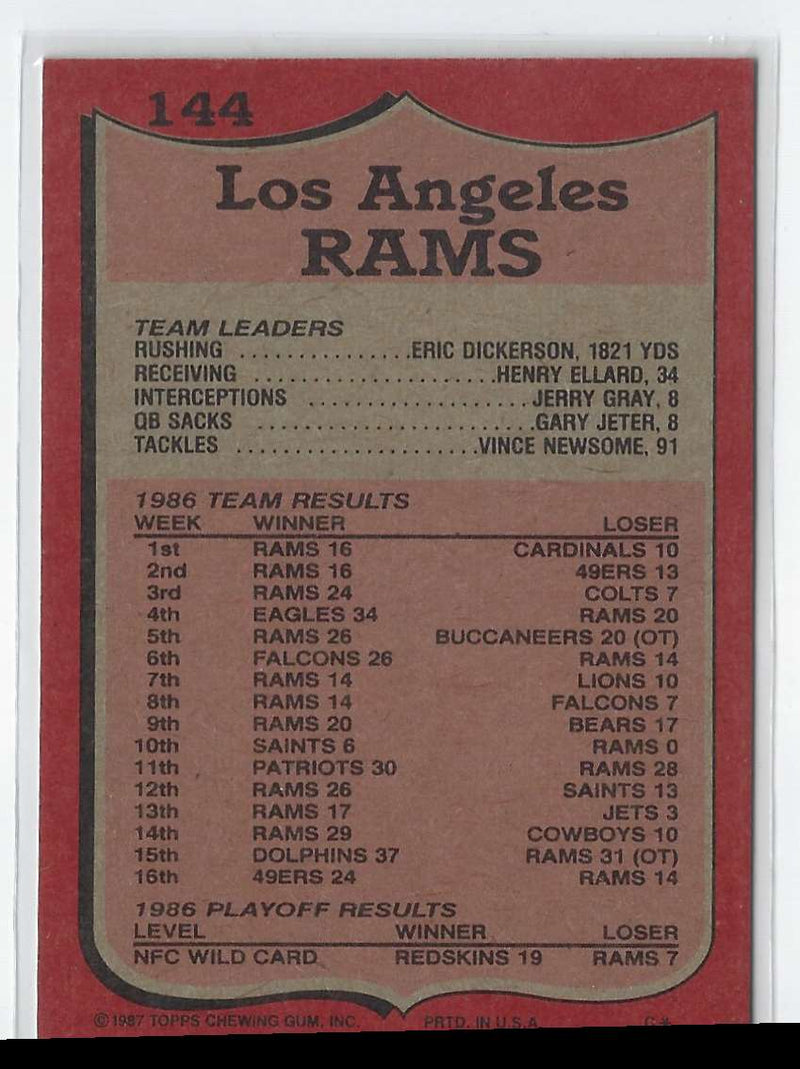 144
Los Angeles
RAMS
TEAM LEADERS
RUSHING ................ERIC DICKERSON, 1821 YDS
RECEIVING ......................HENRY ELLARD, 34
INTERCEPTIONS ....................JERRY GRAY, 8
QB SACKS .........................GARY JETER, 8
TACKLES ......................VINCE NEWSOME, 91
1986 TEAM RESULTS
WEEK WINNER LOSER
1st RAMS 16 CARDINALS 10
2nd RAMS 16 49ERS 13
3rd RAMS 24 COLTS 7
4th EAGLES 34 RAMS 20
5th RAMS 26 BUCCANEERS 20 (OT)
6th FALCONS 26 RAMS 14
7th RAMS 14 LIONS 10
8th RAMS 14 FALCONS 7
9th RAMS 20 BEARS 17
10th SAINTS 6 RAMS 0
11th PATRIOTS 30 RAMS 28
12th RAMS 26 SAINTS 13
13th RAMS 17 JETS 3
14th RAMS 29 COWBOYS 10
15th DOLPHINS 37 RAMS 31 (OT)
16th 49ERS 24 RAMS 14
1986 PLAYOFF RESULTS
LEVEL WINNER LOSER
NFC WILD CARD REDSKINS 19 RAMS 7
© 1987 TOPPS CHEWING GUM, INC. PRTD. IN U.S.A.